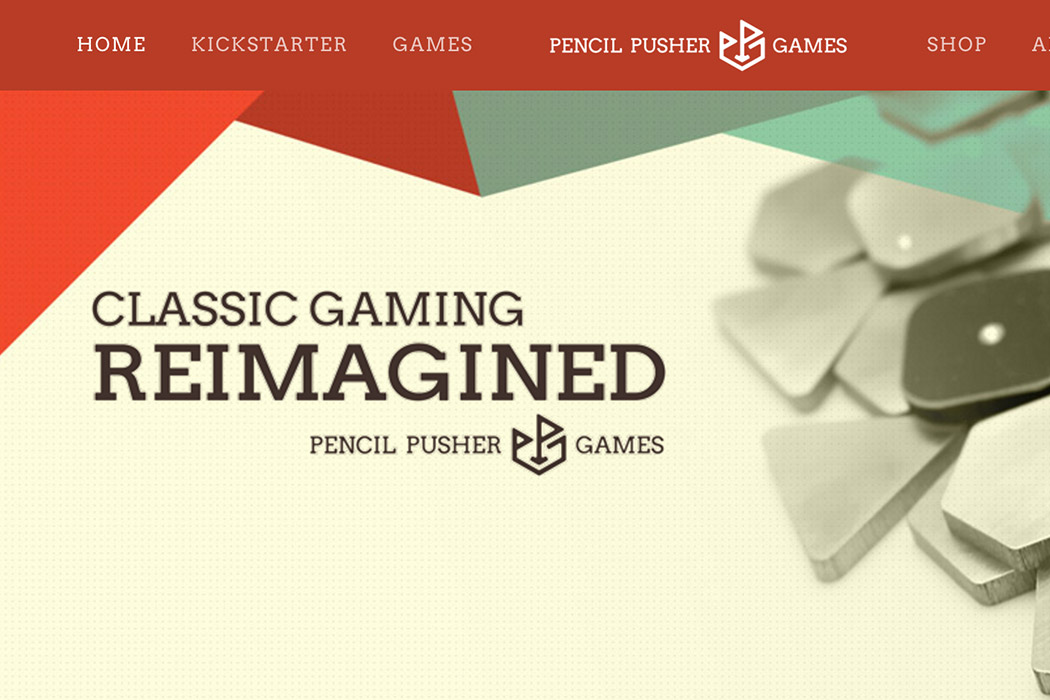 HOME KICKSTARTER GAMES PENCIL PUSHER GAMES SHOP
CLASSIC GAMING
REIMAGINED
PENCIL PUSHER GAMES